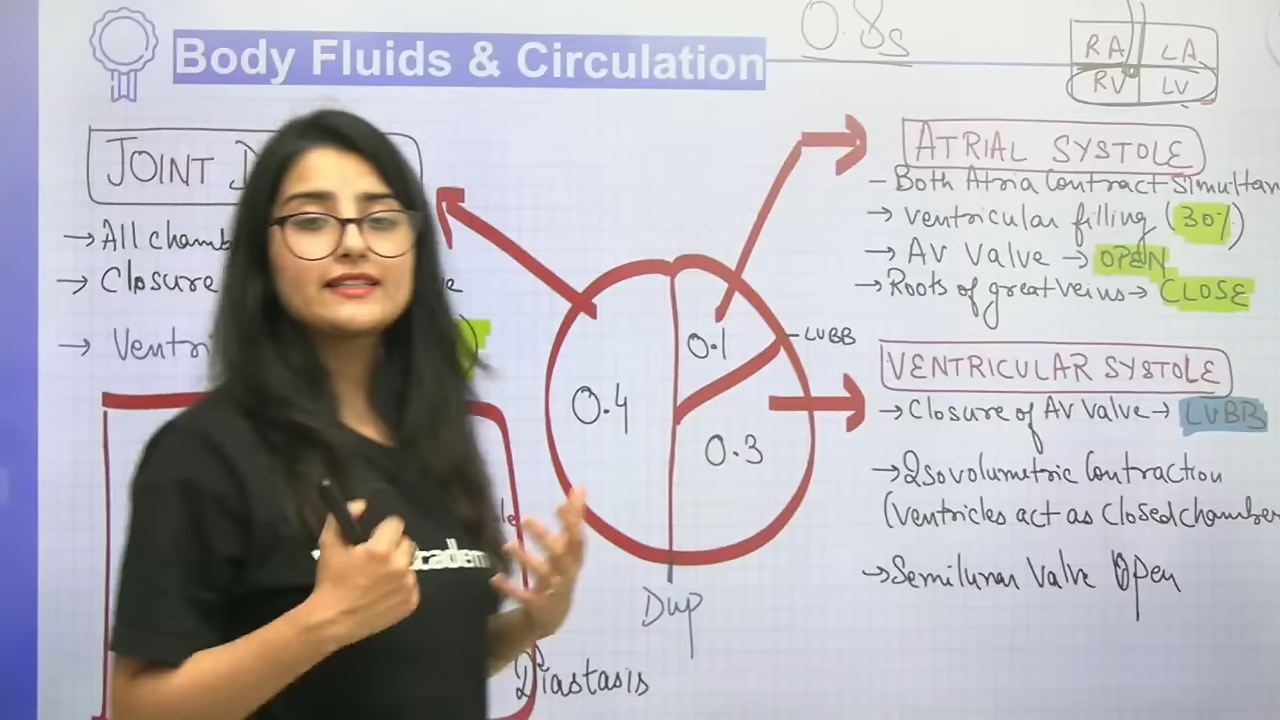 Body Fluids & Circulation
0.8s
RA LA
RV LV
JOINT
→ All chamb
→ Closure
→ Ventri
0.4
0.1
0.3
LUBB
Dup
Diastasis
ATRIAL SYSTOLE
- Both Atria Contract Simultan
→ Ventricular filling (30%)
→ AV Valve → OPEN
→ Roots of great veins → CLOSE
VENTRICULAR SYSTOLE
→ Closure of AV Valve → LUBB
→ Isovolumetric Contraction
(Ventricles act as Closed chamber
→ Semilunar Valve Open
cadem